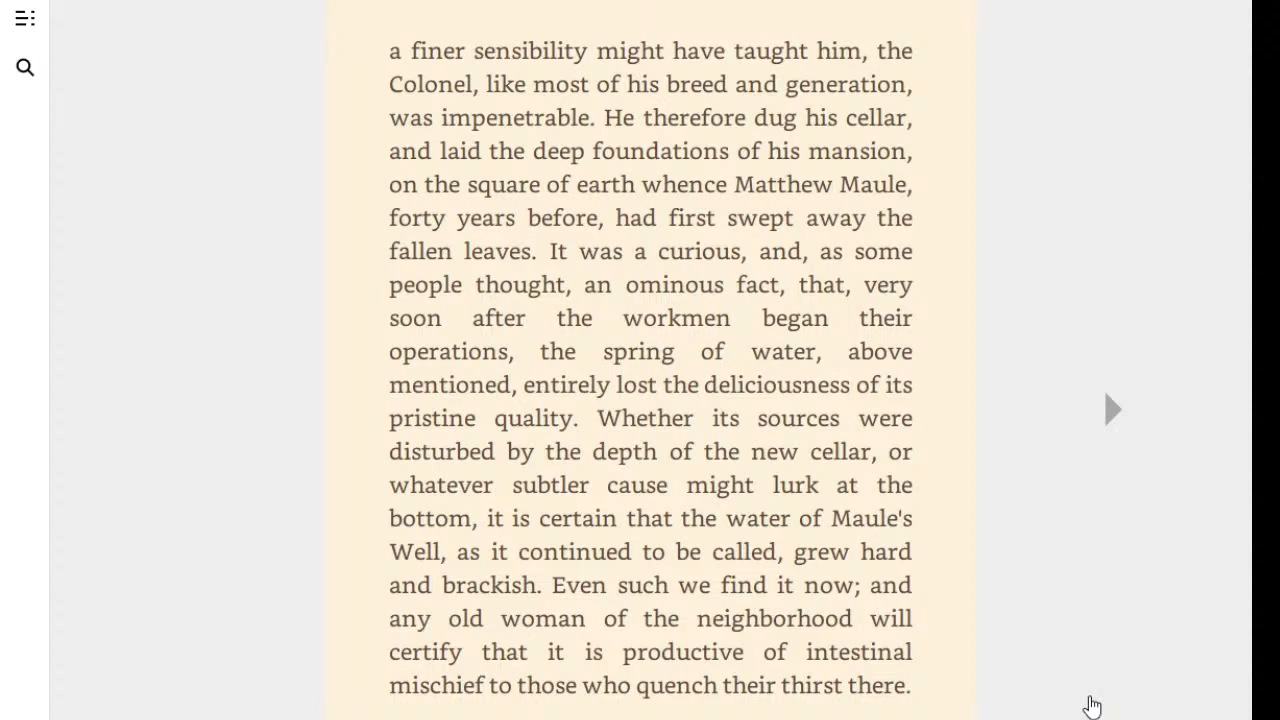 a finer sensibility might have taught him, the
Colonel, like most of his breed and generation,
was impenetrable. He therefore dug his cellar,
and laid the deep foundations of his mansion,
on the square of earth whence Matthew Maule,
forty years before, had first swept away the
fallen leaves. It was a curious, and, as some
people thought, an ominous fact, that, very
soon after the workmen began their
operations, the spring of water, above
mentioned, entirely lost the deliciousness of its
pristine quality. Whether its sources were
disturbed by the depth of the new cellar, or
whatever subtler cause might lurk at the
bottom, it is certain that the water of Maule's
Well, as it continued to be called, grew hard
and brackish. Even such we find it now; and
any old woman of the neighborhood will
certify that it is productive of intestinal
mischief to those who quench their thirst there.